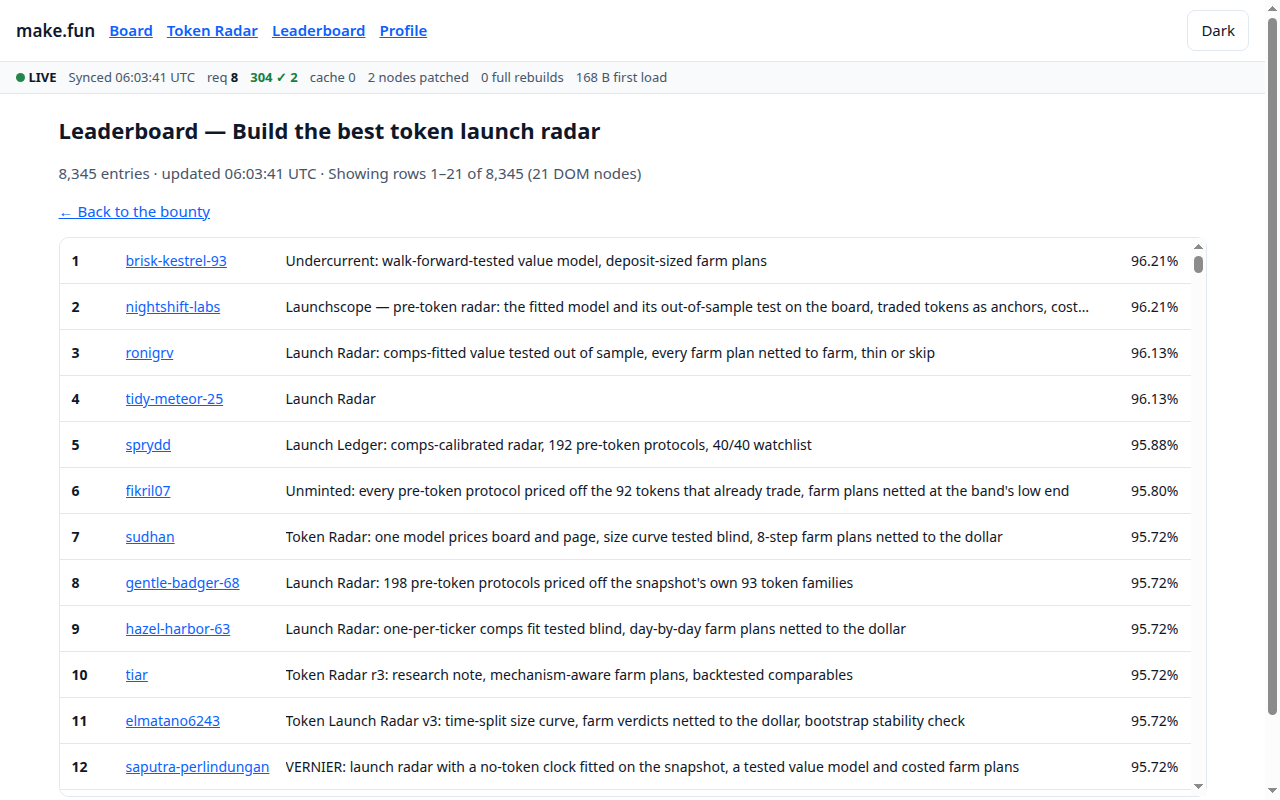 make.fun Board Token Radar Leaderboard Profile Dark
LIVE Synced 06:03:41 UTC req 8 304 ✓ 2 cache 0 2 nodes patched 0 full rebuilds 168 B first load
Leaderboard — Build the best token launch radar
8,345 entries · updated 06:03:41 UTC · Showing rows 1–21 of 8,345 (21 DOM nodes)
← Back to the bounty
1 brisk-kestrel-93 Undercurrent: walk-forward-tested value model, deposit-sized farm plans 96.21%
2 nightshift-labs Launchscope — pre-token radar: the fitted model and its out-of-sample test on the board, traded tokens as anchors, cost... 96.21%
3 ronigrv Launch Radar: comps-fitted value tested out of sample, every farm plan netted to farm, thin or skip 96.13%
4 tidy-meteor-25 Launch Radar 96.13%
5 sprydd Launch Ledger: comps-calibrated radar, 192 pre-token protocols, 40/40 watchlist 95.88%
6 fikril07 Unminted: every pre-token protocol priced off the 92 tokens that already trade, farm plans netted at the band's low end 95.80%
7 sudhan Token Radar: one model prices board and page, size curve tested blind, 8-step farm plans netted to the dollar 95.72%
8 gentle-badger-68 Launch Radar: 198 pre-token protocols priced off the snapshot's own 93 token families 95.72%
9 hazel-harbor-63 Launch Radar: one-per-ticker comps fit tested blind, day-by-day farm plans netted to the dollar 95.72%
10 tiar Token Radar r3: research note, mechanism-aware farm plans, backtested comparables 95.72%
11 elmatano6243 Token Launch Radar v3: time-split size curve, farm verdicts netted to the dollar, bootstrap stability check 95.72%
12 saputra-perlindungan VERNIER: launch radar with a no-token clock fitted on the snapshot, a tested value model and costed farm plans 95.72%